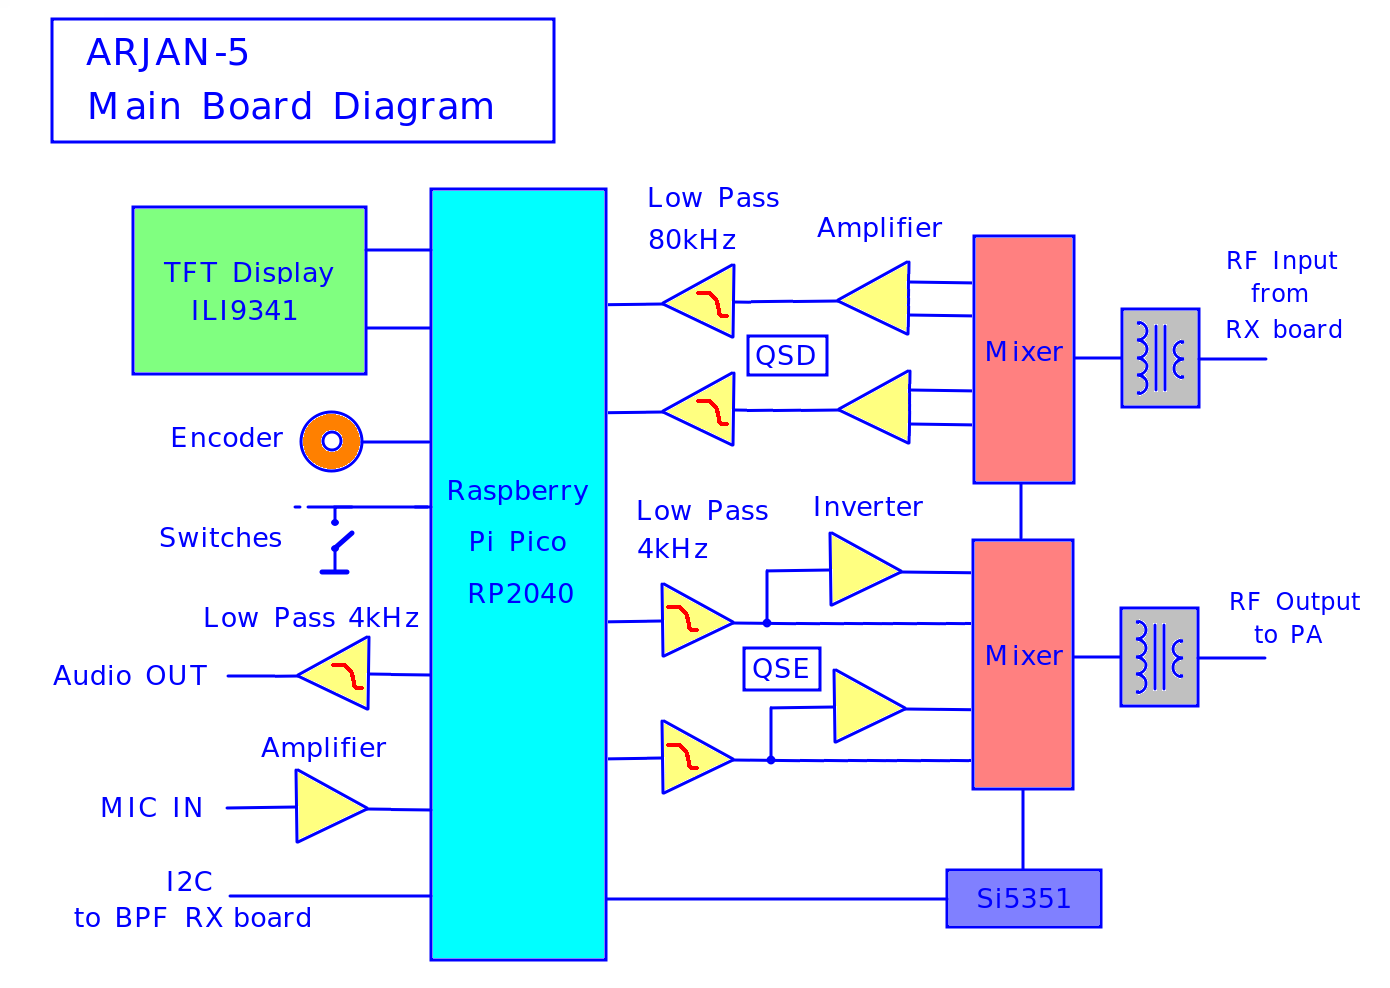 ARJAN-5
Main Board Diagram
TFT Display
ILI9341
Encoder
Switches
Low Pass 4kHz
Audio OUT
Amplifier
MIC IN
I2C
to BPF RX board
Raspberry
Pi Pico
RP2040
Low Pass
80kHz
Amplifier
QSD
Mixer
RF Input
from
RX board
Low Pass
4kHz
Inverter
QSE
Mixer
RF Output
to PA
Si5351